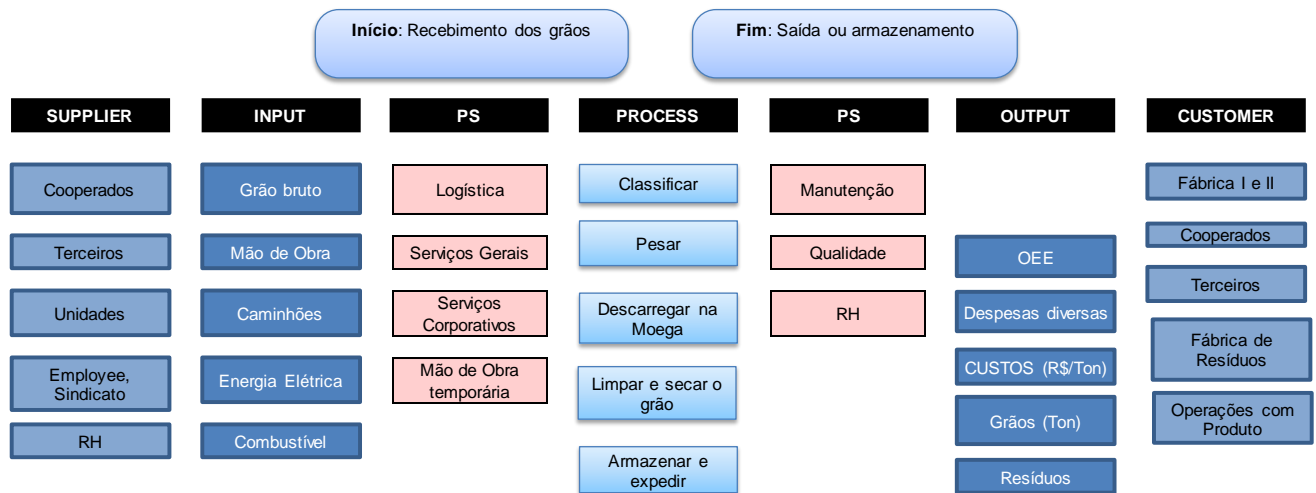 Início: Recebimento dos grãos
Fim: Saída ou armazenamento
SUPPLIER
INPUT
PS
PROCESS
PS
OUTPUT
CUSTOMER
Cooperados
Terceiros
Unidades
Employee,
Sindicato
RH
Grão bruto
Mão de Obra
Caminhões
Energia Elétrica
Combustível
Logística
Serviços Gerais
Serviços
Corporativos
Mão de Obra
temporária
Classificar
Pesar
Descarregar na
Moega
Limpar e secar o
grão
Armazenar e
expedir
Manutenção
Qualidade
RH
OEE
Despesas diversas
CUSTOS (R$/Ton)
Grãos (Ton)
Resíduos
Fábrica I e II
Cooperados
Terceiros
Fábrica de
Resíduos
Operações com
Produto